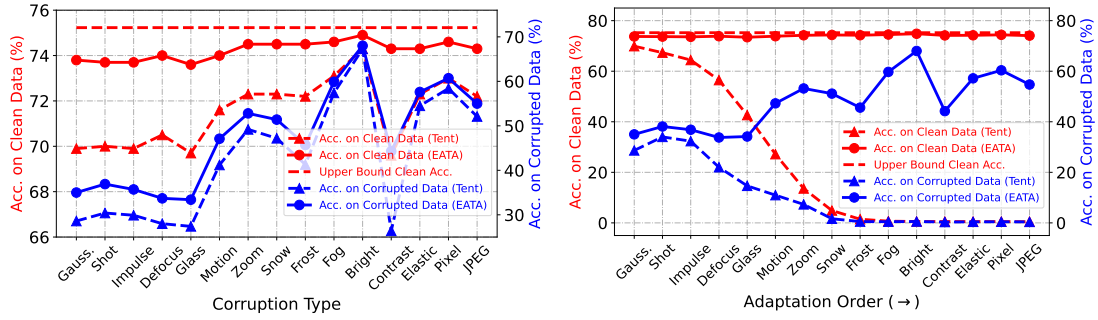 76
74
72
70
68
66
Acc. on Clean Data (%)
70
60
50
40
30
Acc. on Corrupted Data (%)
Acc. on Clean Data (Tent)
Acc. on Clean Data (EATA)
Upper Bound Clean Acc.
Acc. on Corrupted Data (Tent)
Acc. on Corrupted Data (EATA)
Gauss.
Shot
Impulse
Defocus
Glass
Motion
Zoom
Snow
Frost
Fog
Bright
Contrast
Elastic
Pixel
JPEG
Corruption Type
80
60
40
20
0
Acc. on Clean Data (%)
80
60
40
20
0
Acc. on Corrupted Data (%)
Acc. on Clean Data (Tent)
Acc. on Clean Data (EATA)
Upper Bound Clean Acc.
Acc. on Corrupted Data (Tent)
Acc. on Corrupted Data (EATA)
Gauss.
Shot
Impulse
Defocus
Glass
Motion
Zoom
Snow
Frost
Fog
Bright
Contrast
Elastic
Pixel
JPEG
Adaptation Order (→)